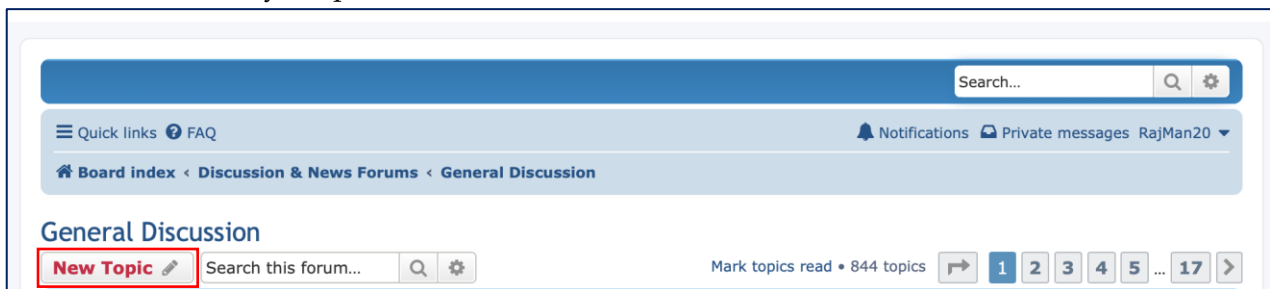 Search...
Quick links FAQ
Notifications Private messages RajMan20
Board index ‹ Discussion & News Forums ‹ General Discussion
General Discussion
New Topic Search this forum... Mark topics read • 844 topics 1 2 3 4 5 ... 17